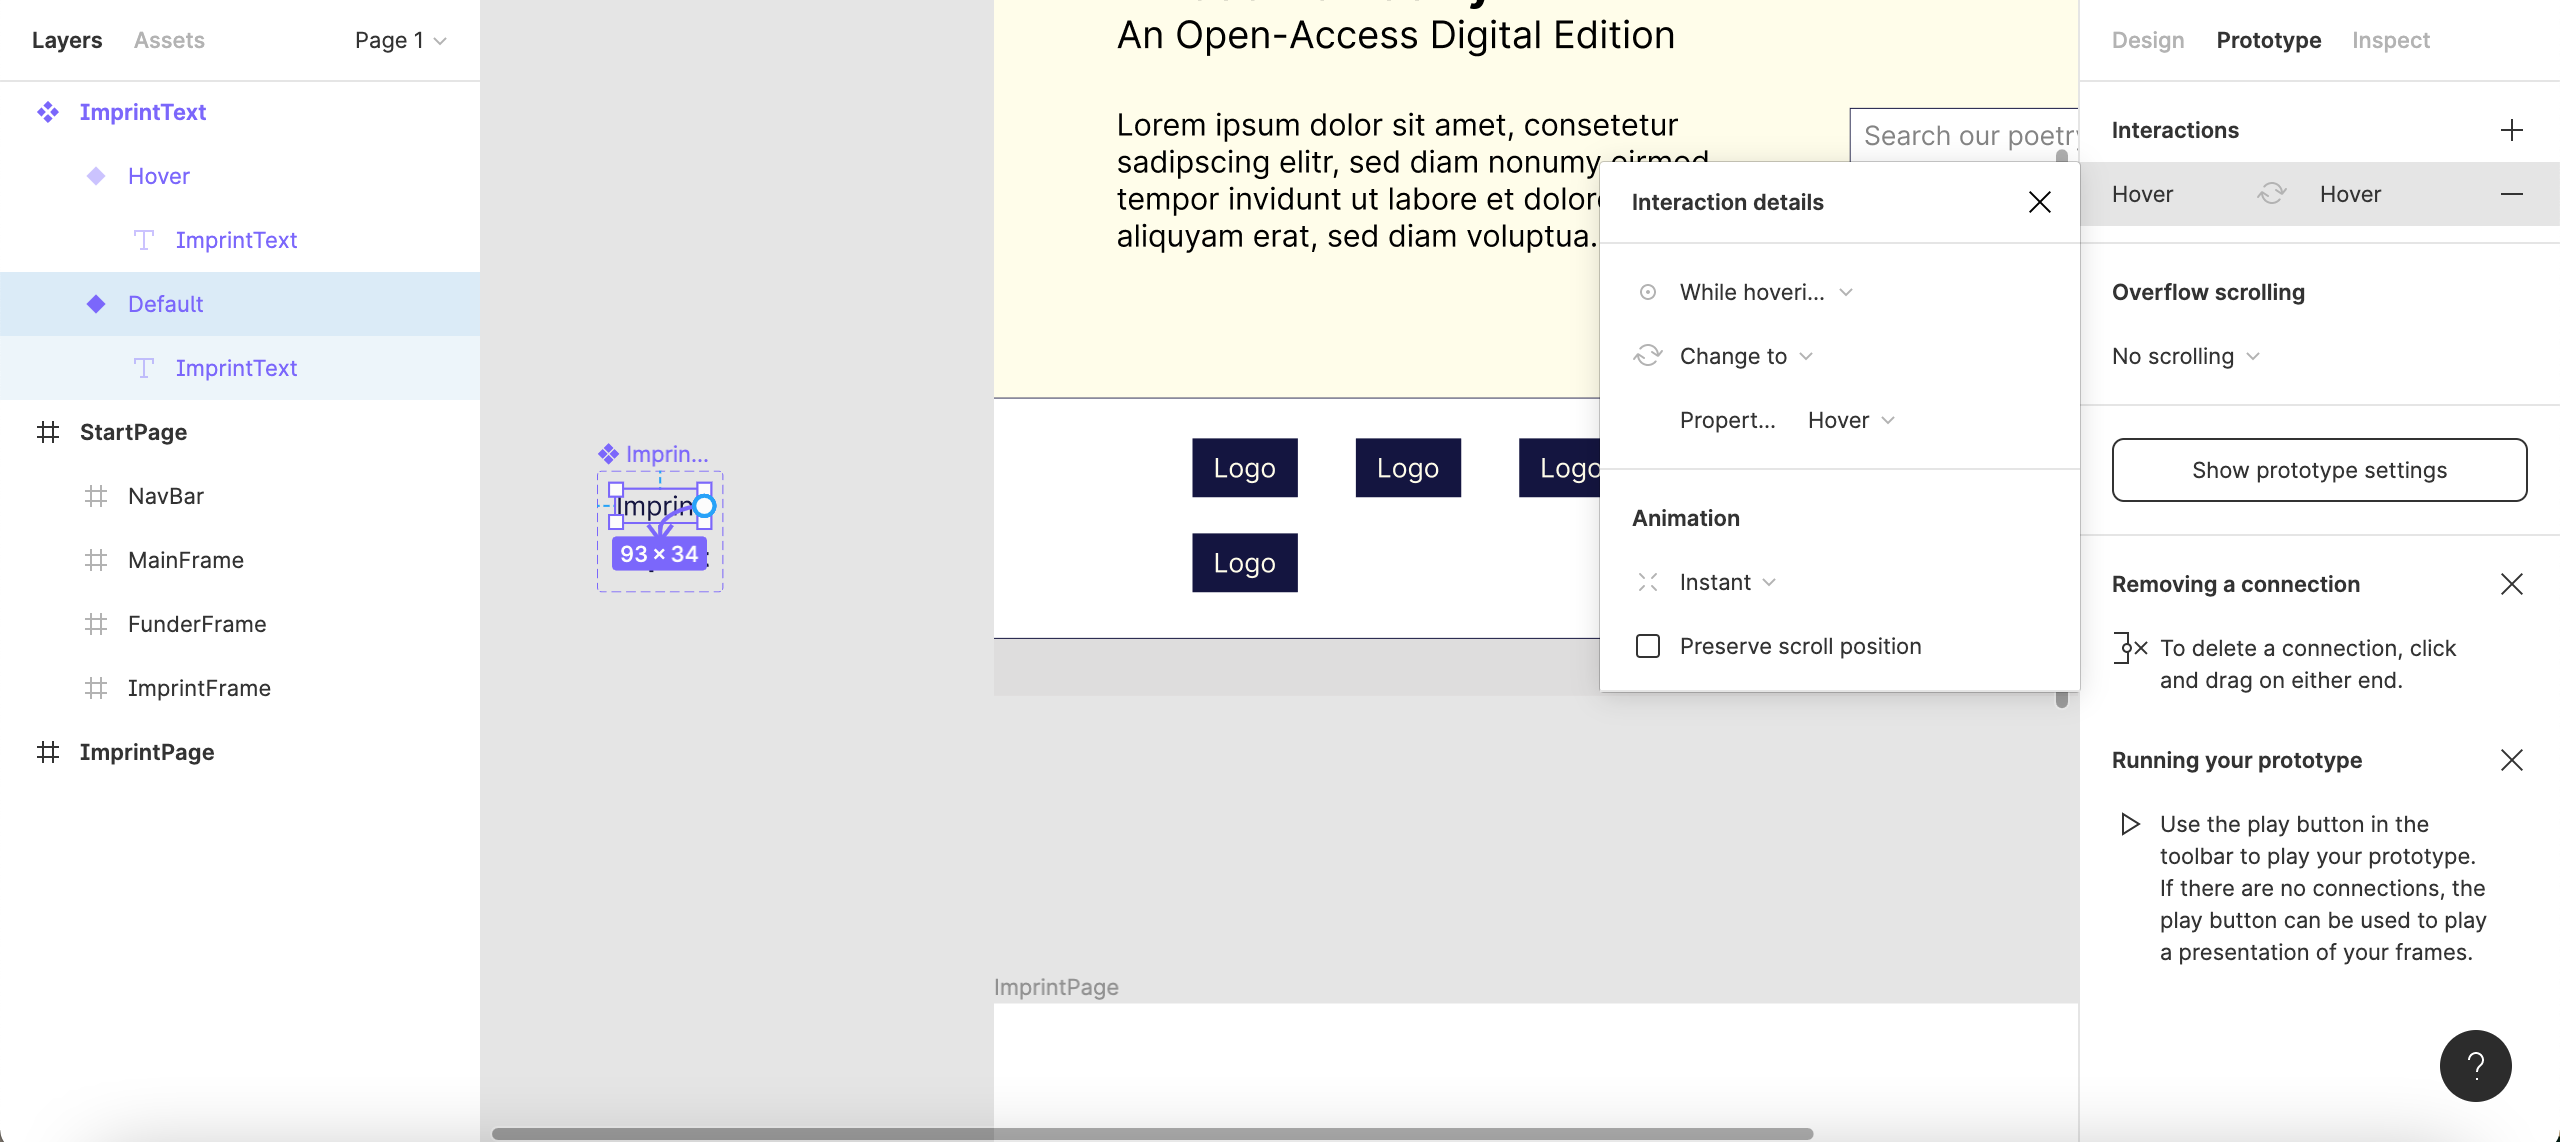 Layers
Assets
Page 1
ImprintText
Hover
ImprintText
Default
ImprintText
StartPage
NavBar
MainFrame
FunderFrame
ImprintFrame
ImprintPage
Imprin...
Imprin
93 × 34
An Open-Access Digital Edition
Lorem ipsum dolor sit amet, consetetur
sadipscing elitr, sed diam nonumy eirmod
tempor invidunt ut labore et dolore
aliquyam erat, sed diam voluptua.
Search our poetry
Logo
Logo
Logo
Logo
ImprintPage
Interaction details
While hoveri...
Change to
Propert...
Hover
Animation
Instant
Preserve scroll position
Design
Prototype
Inspect
Interactions
Hover
Hover
Overflow scrolling
No scrolling
Show prototype settings
Removing a connection
To delete a connection, click
and drag on either end.
Running your prototype
Use the play button in the
toolbar to play your prototype.
If there are no connections, the
play button can be used to play
a presentation of your frames.
?